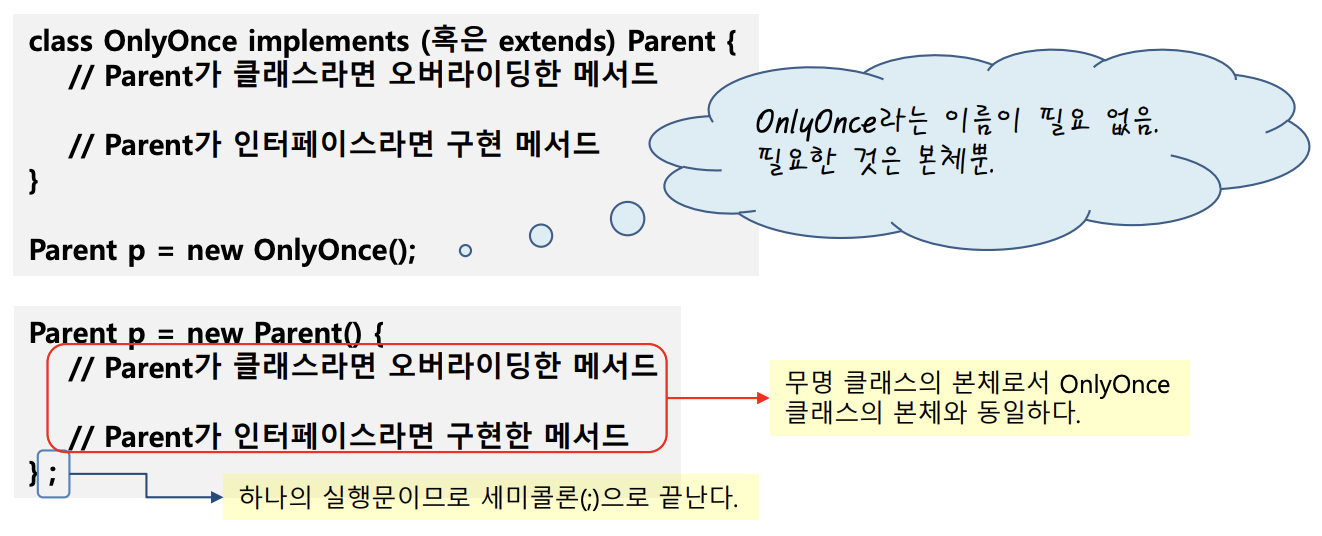 class OnlyOnce implements (혹은 extends) Parent {
// Parent가 클래스라면 오버라이딩한 메서드
// Parent가 인터페이스라면 구현 메서드
}
Parent p = new OnlyOnce();
OnlyOnce라는 이름이 필요 없음.
필요한 것은 본체뿐.
Parent p = new Parent() {
// Parent가 클래스라면 오버라이딩한 메서드
// Parent가 인터페이스라면 구현한 메서드
} ;
무명 클래스의 본체로서 OnlyOnce
클래스의 본체와 동일하다.
하나의 실행문이므로 세미콜론(;)으로 끝난다.